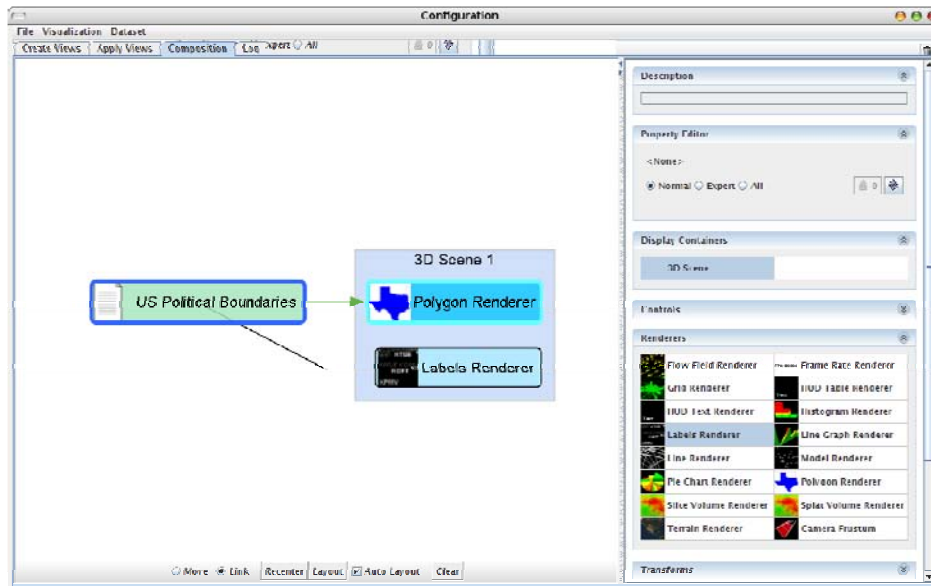 Configuration
File Visualization Dataset
Create Views Apply Views Composition Log Expert All 0
Description
Property Editor
<None>
Normal Expert All 0
Display Containers
3D Scene
Controls
Renderers
Flow Field Renderer Frame Rate Renderer
Grid Renderer HUD Table Renderer
HUD Text Renderer Histogram Renderer
Labels Renderer Line Graph Renderer
Line Renderer Model Renderer
Pie Chart Renderer Polygon Renderer
Slice Volume Renderer Splat Volume Renderer
Terrain Renderer Camera Frustum
Transforms
3D Scene 1
US Political Boundaries Polygon Renderer
Labels Renderer
Move Link Recenter Layout Auto Layout Clear